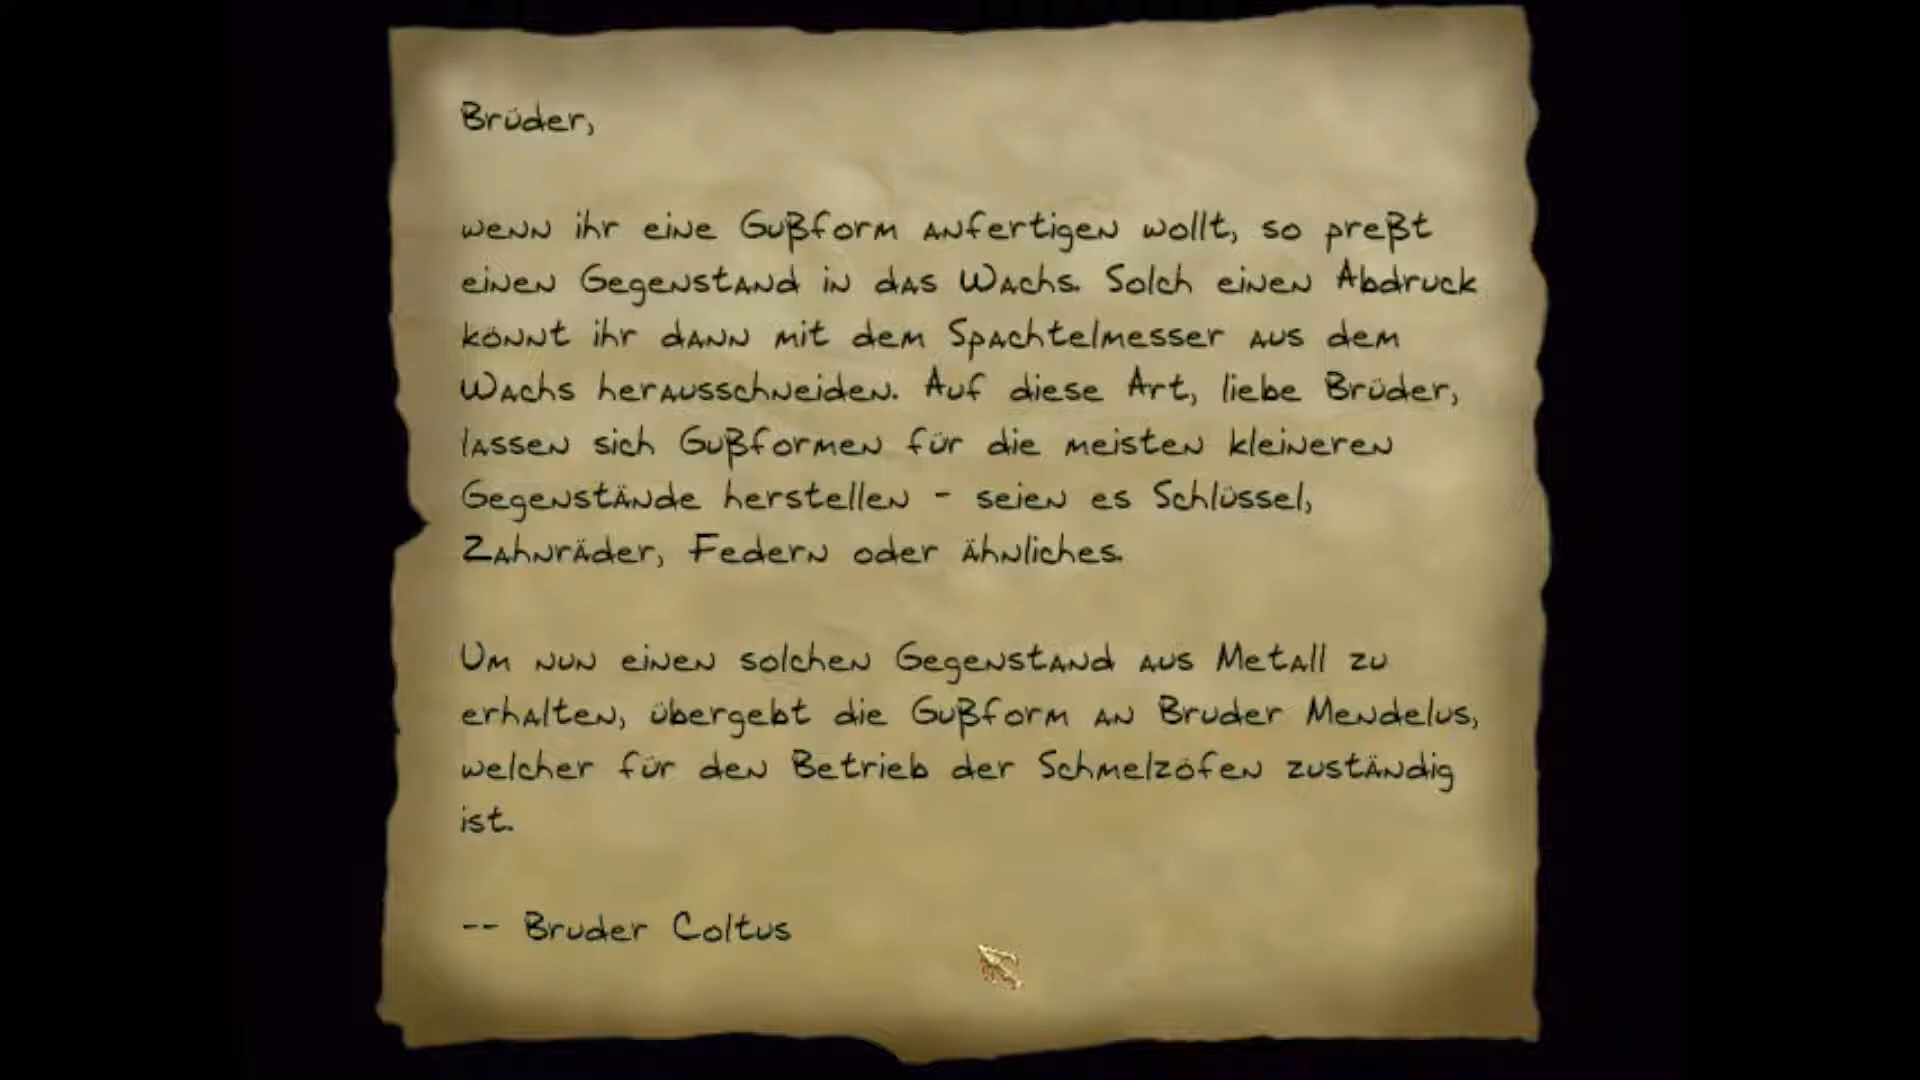 Brüder,
wenn ihr eine Gußform anfertigen wollt, so preßt
einen Gegenstand in das Wachs. Solch einen Abdruck
könnt ihr dann mit dem Spachtelmesser aus dem
Wachs herausschneiden. Auf diese Art, liebe Brüder,
lassen sich Gußformen für die meisten kleineren
Gegenstände herstellen - seien es Schlüssel,
Zahnräder, Federn oder ähnliches.
Um nun einen solchen Gegenstand aus Metall zu
erhalten, übergebt die Gußform an Bruder Mendelus,
welcher für den Betrieb der Schmelzöfen zuständig
ist.
-- Bruder Coltus